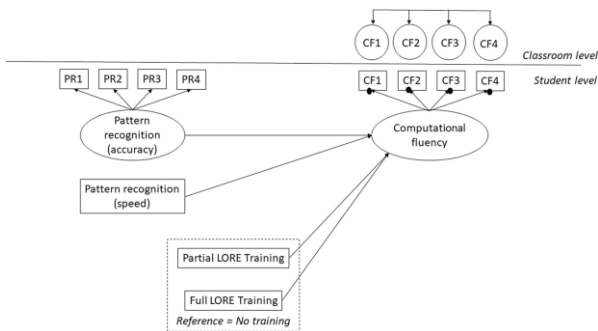 CF1 CF2 CF3 CF4
Classroom level
PR1 PR2 PR3 PR4 CF1 CF2 CF3 CF4 Student level
Pattern
recognition
(accuracy)
Computational
fluency
Pattern recognition
(speed)
Partial LORE Training
Full LORE Training
Reference = No training